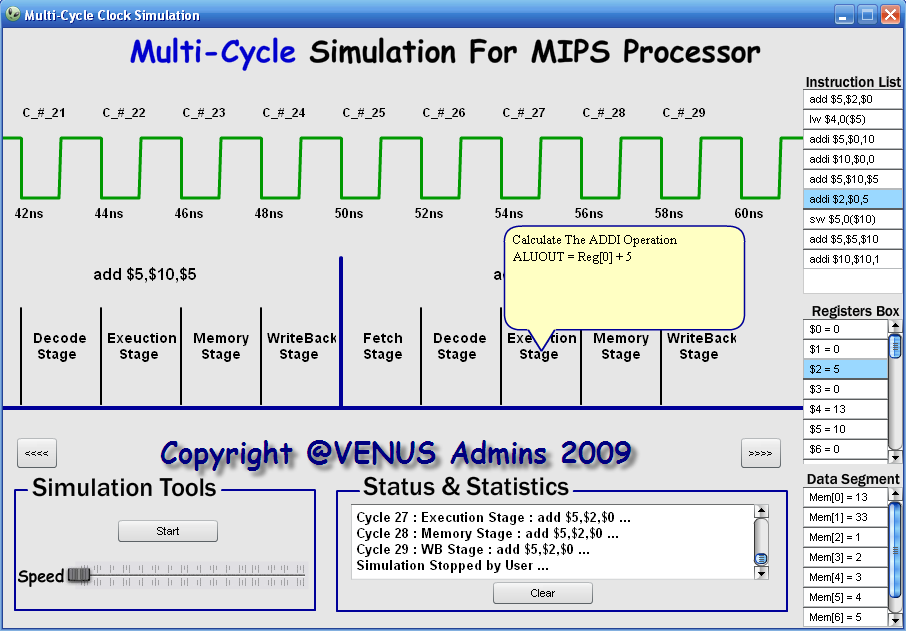 Multi-Cycle Clock Simulation
Multi-Cycle Simulation For MIPS Processor
C_#_21 C_#_22 C_#_23 C_#_24 C_#_25 C_#_26 C_#_27 C_#_28 C_#_29
42ns 44ns 46ns 48ns 50ns 52ns 54ns 56ns 58ns 60ns
Calculate The ADDI Operation
ALUOUT = Reg[0] + 5
add $5,$10,$5
Decode Exeuction Memory WriteBack Fetch Decode Memory WriteBack
Stage Stage Stage Stage Stage Stage Stage Stage Stage
Instruction List
add $5,$2,$0
lw $4,0($5)
addi $5,$0,10
addi $10,$0,0
add $5,$10,$5
addi $2,$0,5
sw $5,0($10)
add $5,$5,$10
addi $10,$10,1
Registers Box
$0 = 0
$1 = 0
$2 = 5
$3 = 0
$4 = 13
$5 = 10
$6 = 0
Data Segment
Mem[0] = 13
Mem[1] = 33
Mem[2] = 1
Mem[3] = 2
Mem[4] = 3
Mem[5] = 4
Mem[6] = 5
<<<<
Copyright @VENUS Admins 2009
>>>>
Simulation Tools
Start
Speed
Status & Statistics
Cycle 27 : Execution Stage : add $5,$2,$0 ...
Cycle 28 : Memory Stage : add $5,$2,$0 ...
Cycle 29 : WB Stage : add $5,$2,$0 ...
Simulation Stopped by User ...
Clear